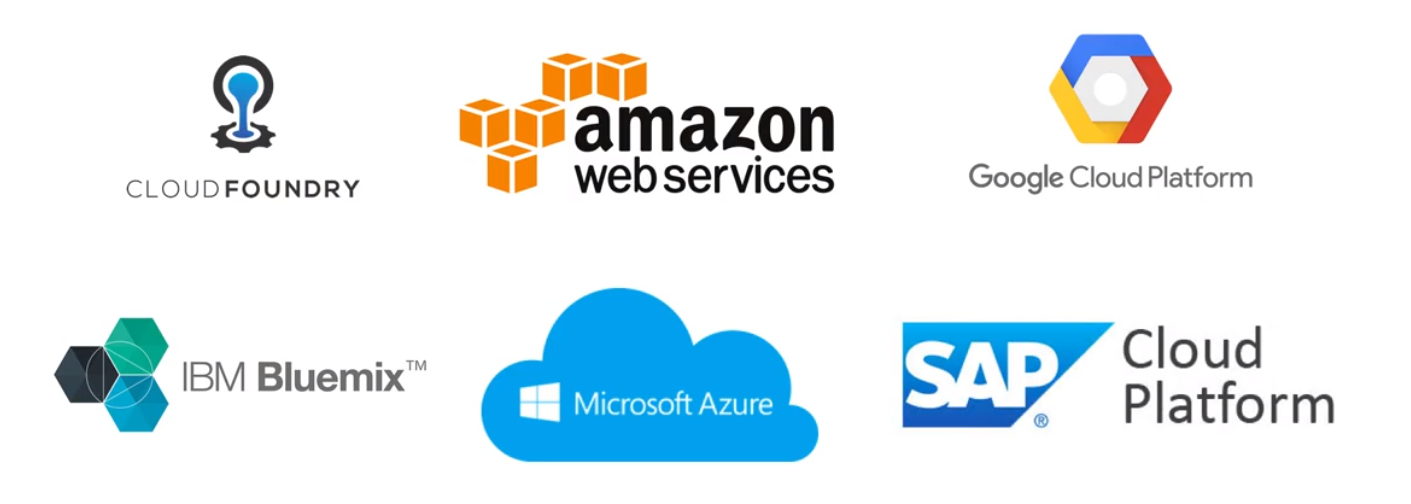 CLOUDFOUNDRY
amazon
web services
Google Cloud Platform
IBM Bluemix™
Microsoft Azure
SAP®
Cloud
Platform